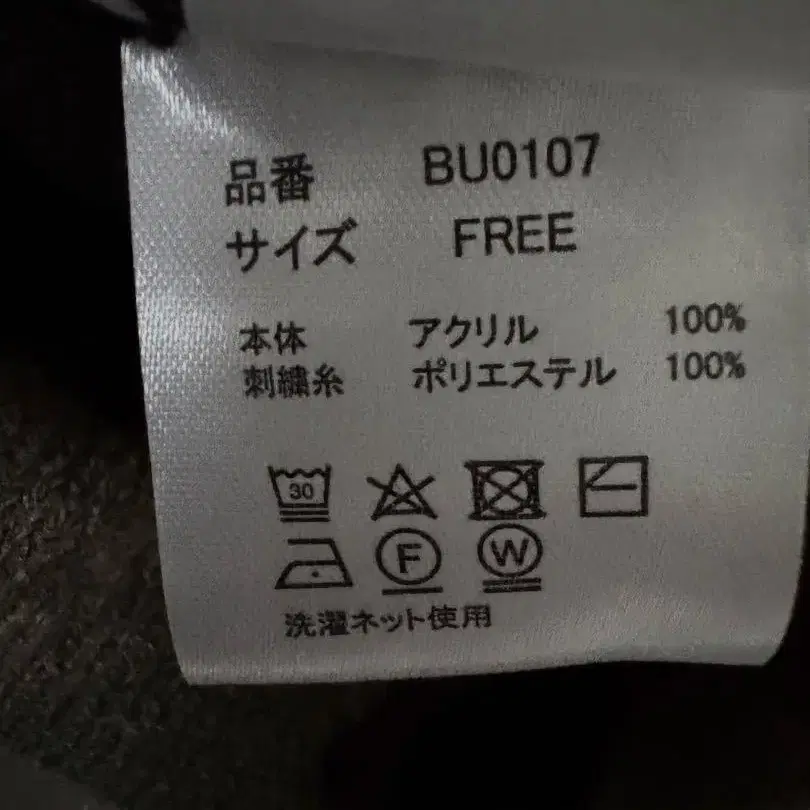 品番 BU0107
サイズ FREE
本体 アクリル 100%
刺繍糸 ポリエステル 100%
30
F W
洗濯ネット使用